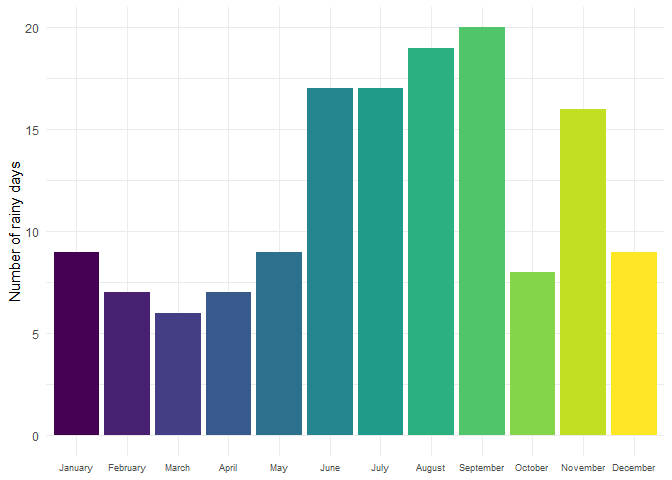 Number of rainy days
20
15
10
5
0
January February March April May June July August September October November December